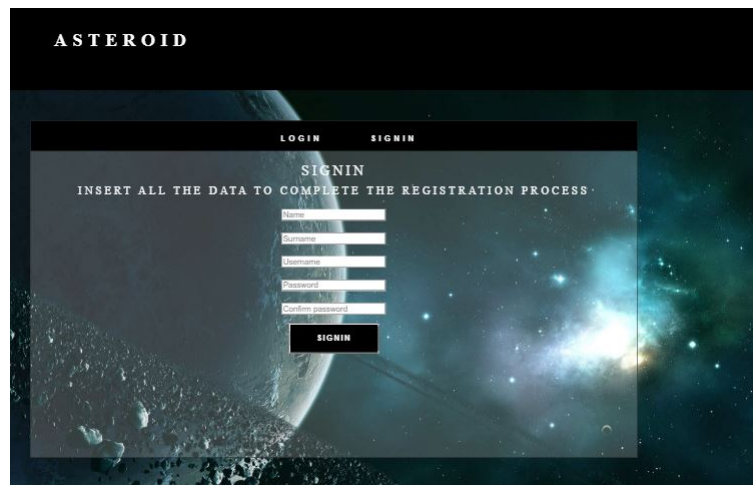 ASTEROID
LOGIN SIGNIN
SIGNIN
INSERT ALL THE DATA TO COMPLETE THE REGISTRATION PROCESS
Name
Surname
Username
Password
Confirm password
SIGNIN